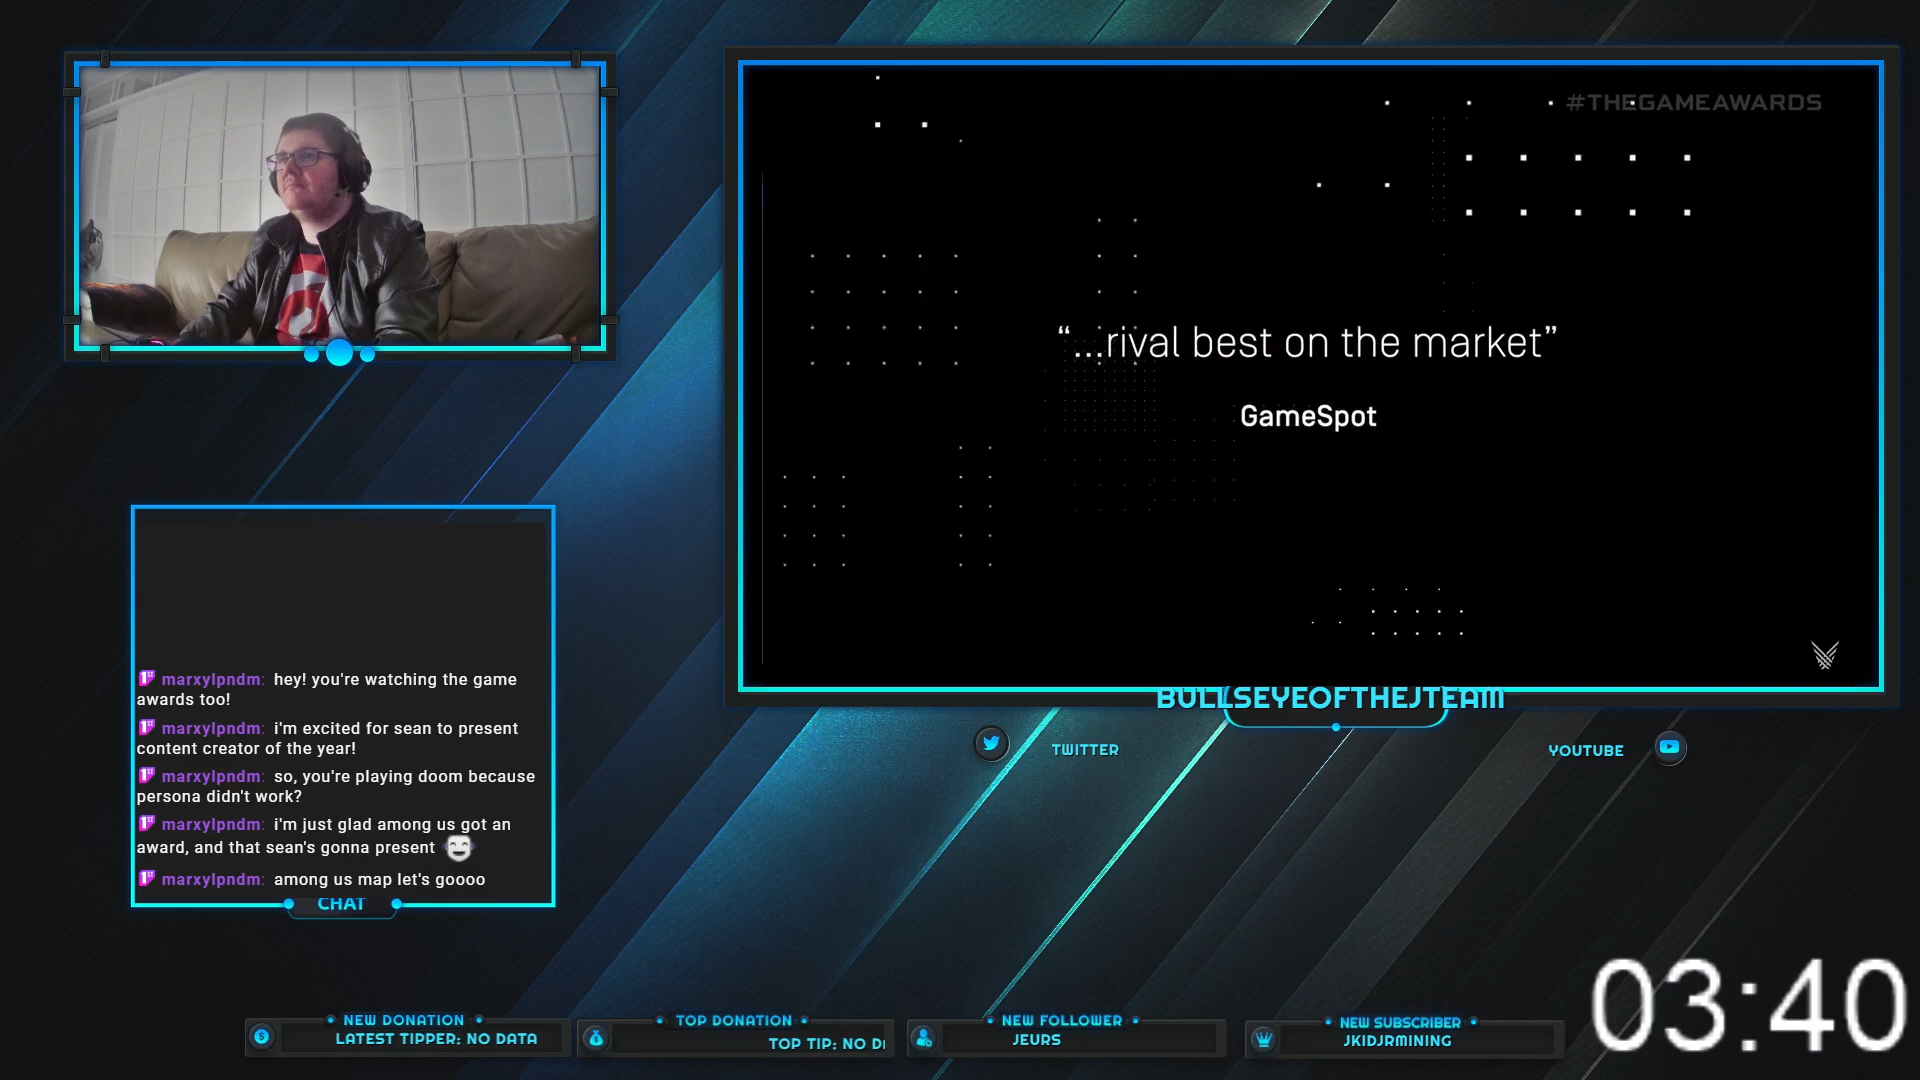 #THEGAMEAWARDS
“...rival best on the market”
GameSpot
BULLSEYEOFTHEJTEAM
TWITTER
YOUTUBE
marxylpndm: hey! you're watching the game
awards too!
marxylpndm: i'm excited for sean to present
content creator of the year!
marxylpndm: so, you're playing doom because
persona didn't work?
marxylpndm: i'm just glad among us got an
award, and that sean's gonna present
marxylpndm: among us map let's goooo
CHAT
03:40
NEW DONATION
LATEST TIPPER: NO DATA
TOP DONATION
TOP TIP: NO D
NEW FOLLOWER
JEURS
NEW SUBSCRIBER
JKIDJRMINING